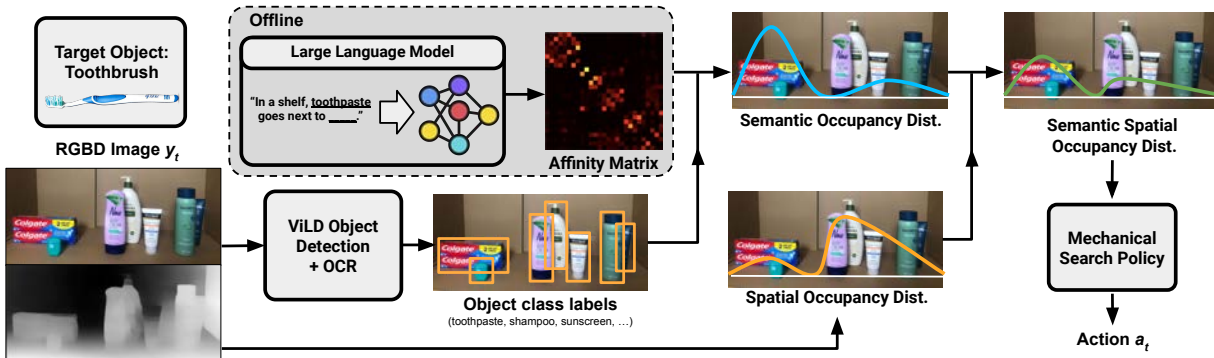 Target Object:
Toothbrush
RGBD Image yt
Offline
Large Language Model
“In a shelf, toothpaste
goes next to ____.”
Affinity Matrix
ViLD Object
Detection
+ OCR
Colgate
Colgate
Object class labels
(toothpaste, shampoo, sunscreen, …)
Semantic Occupancy Dist.
Spatial Occupancy Dist.
Semantic Spatial
Occupancy Dist.
Mechanical
Search Policy
Action at